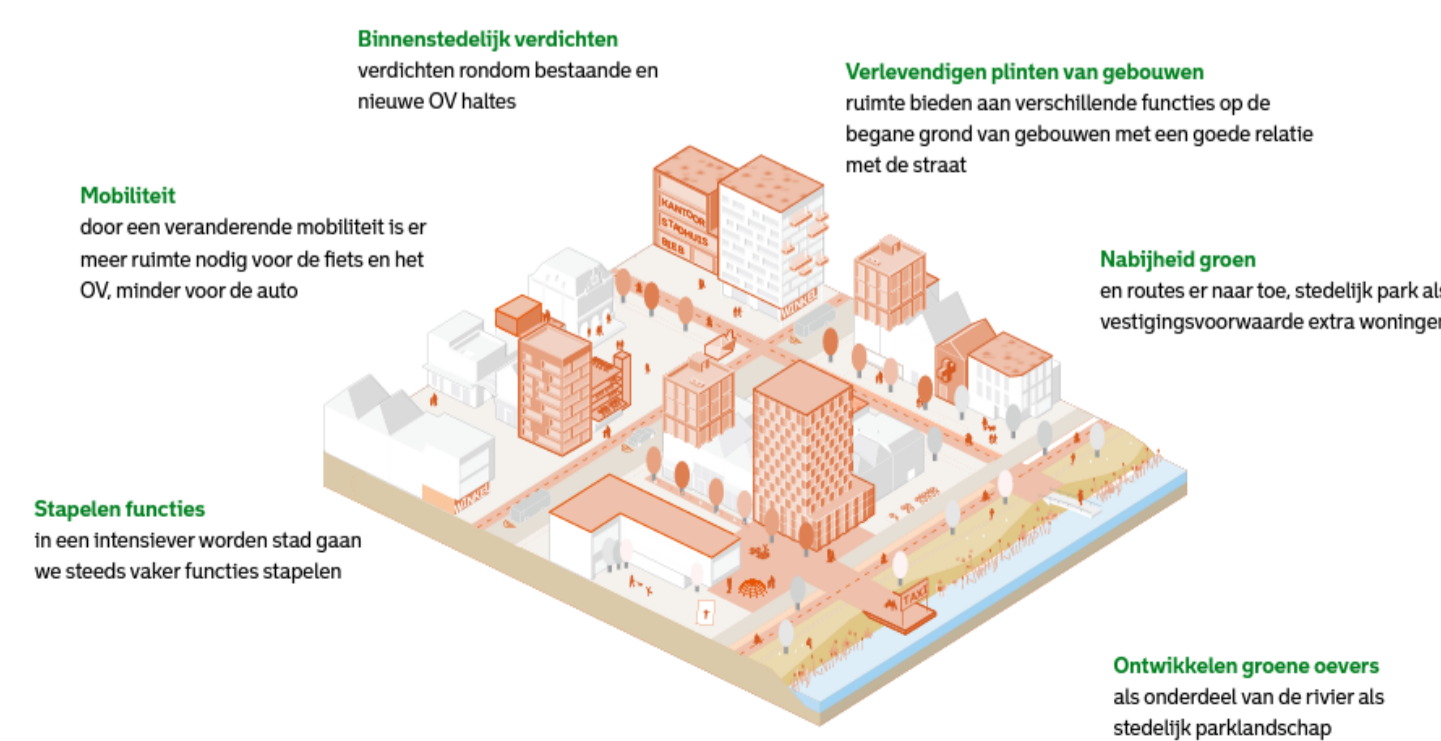 Binnenstedelijk verdichten
verdichten rondom bestaande en
nieuwe OV haltes
Verlevendigen plinten van gebouwen
ruimte bieden aan verschillende functies op de
begane grond van gebouwen met een goede relatie
met de straat
Mobiliteit
door een veranderende mobiliteit is er
meer ruimte nodig voor de fiets en het
OV, minder voor de auto
Nabijheid groen
en routes er naar toe, stedelijk park als
vestigingsvoorwaarde extra woningen
KANTOOR
STADHUIS
BIEB
WINKEL
WINKEL
Stapelen functies
in een intensiever worden stad gaan
we steeds vaker functies stapelen
TAXI
Ontwikkelen groene oevers
als onderdeel van de rivier als
stedelijk parklandschap